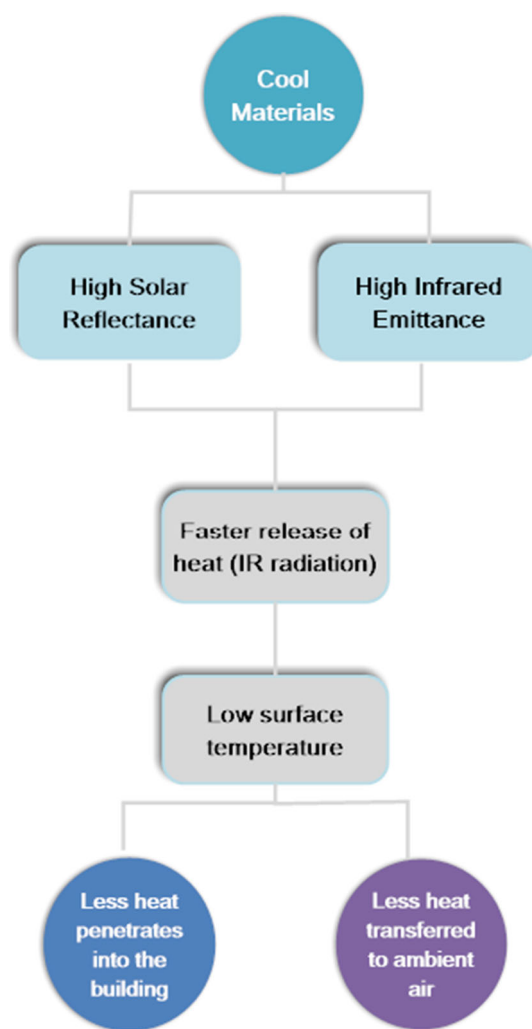 Cool
Materials
High Solar
Reflectance
High Infrared
Emittance
Faster release of
heat (IR radiation)
Low surface
temperature
Less heat
penetrates
into the
building
Less heat
transferred
to ambient
air